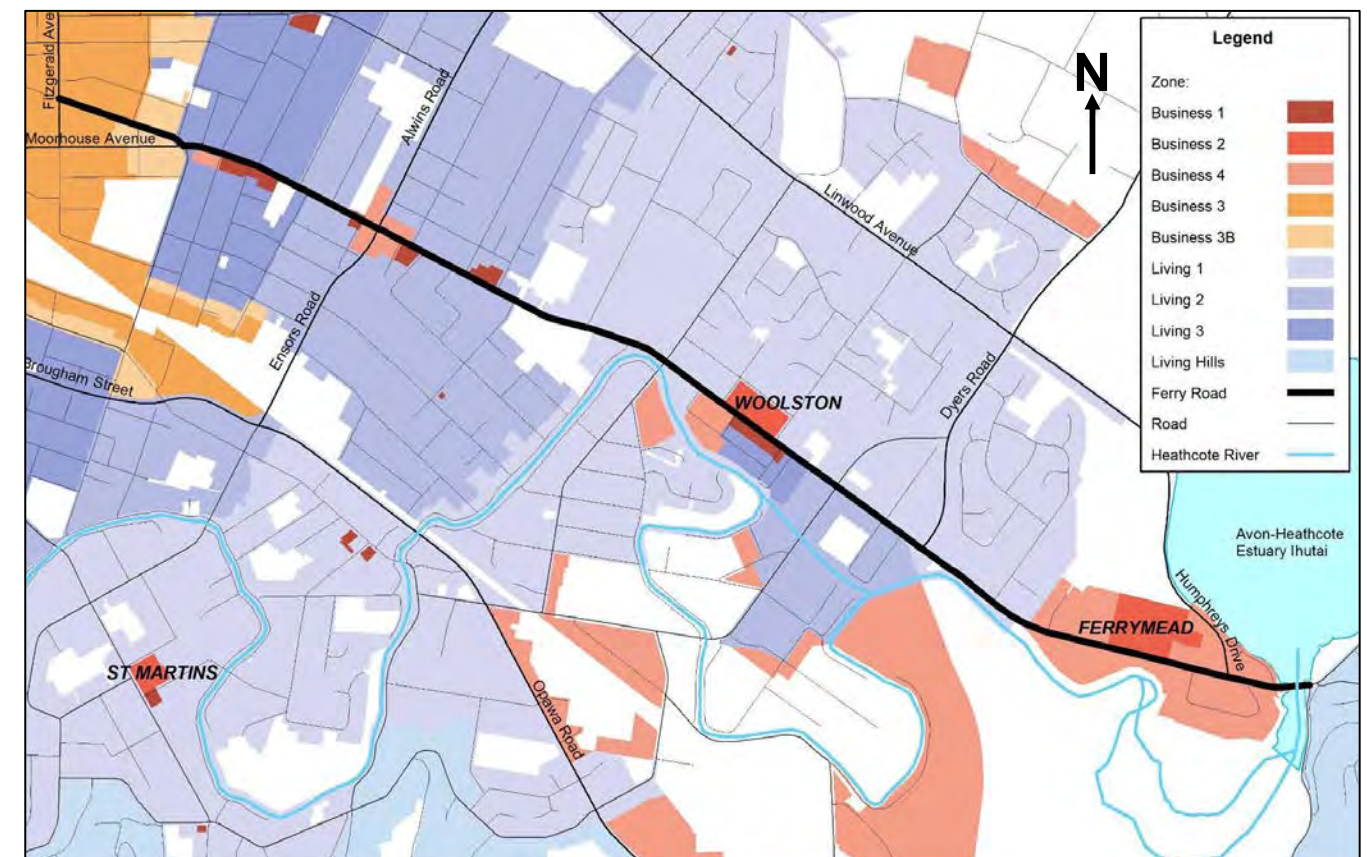 Fitzgerald Ave
Moorhouse Avenue
Alwins Road
N
Linwood Avenue
Ensors Road
Brougham Street
Dyers Road
WOOLSTON
ST MARTINS
Opawa Road
FERRYMEAD
Humphreys Drive
Avon-Heathcote
Estuary Ihutai
Legend
Zone:
Business 1
Business 2
Business 4
Business 3
Business 3B
Living 1
Living 2
Living 3
Living Hills
Ferry Road
Road
Heathcote River